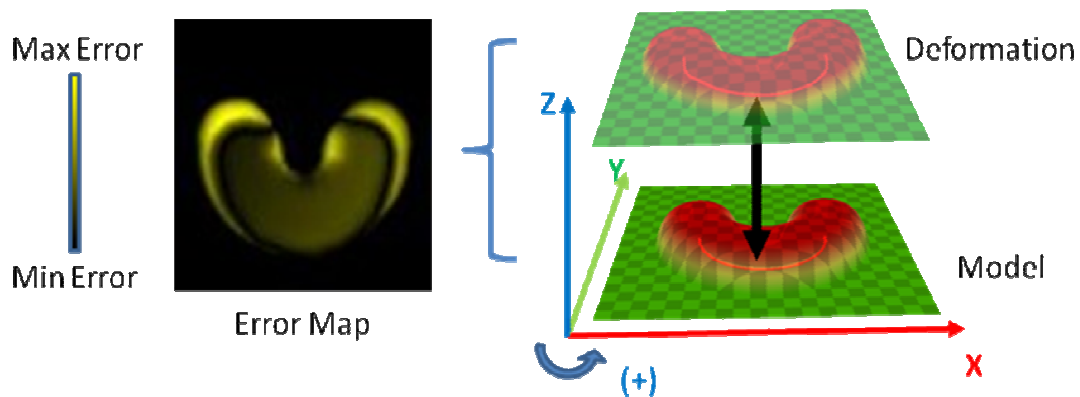 Max Error
Min Error
Error Map
Deformation
Model
Z
Y
X
(+)